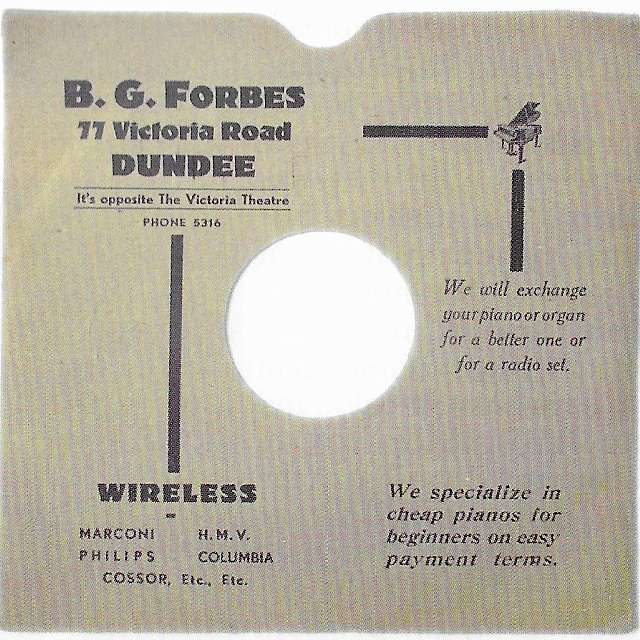 B. G. FORBES
77 Victoria Road
DUNDEE
It's opposite The Victoria Theatre
PHONE 5316
We will exchange
your piano or organ
for a better one or
for a radio set.
WIRELESS
MARCONI H.M.V.
PHILIPS COLUMBIA
COSSOR, Etc., Etc.
We specialize in
cheap pianos for
beginners on easy
payment terms.